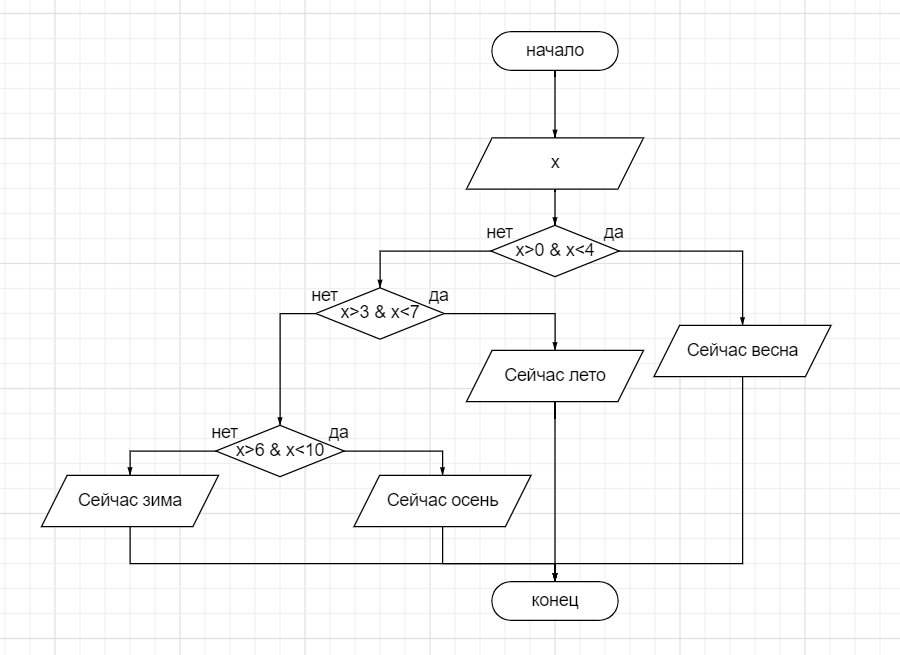 начало
x
нет
да
x>0 & x<4
нет
да
x>3 & x<7
Сейчас весна
Сейчас лето
нет
да
x>6 & x<10
Сейчас зима
Сейчас осень
конец